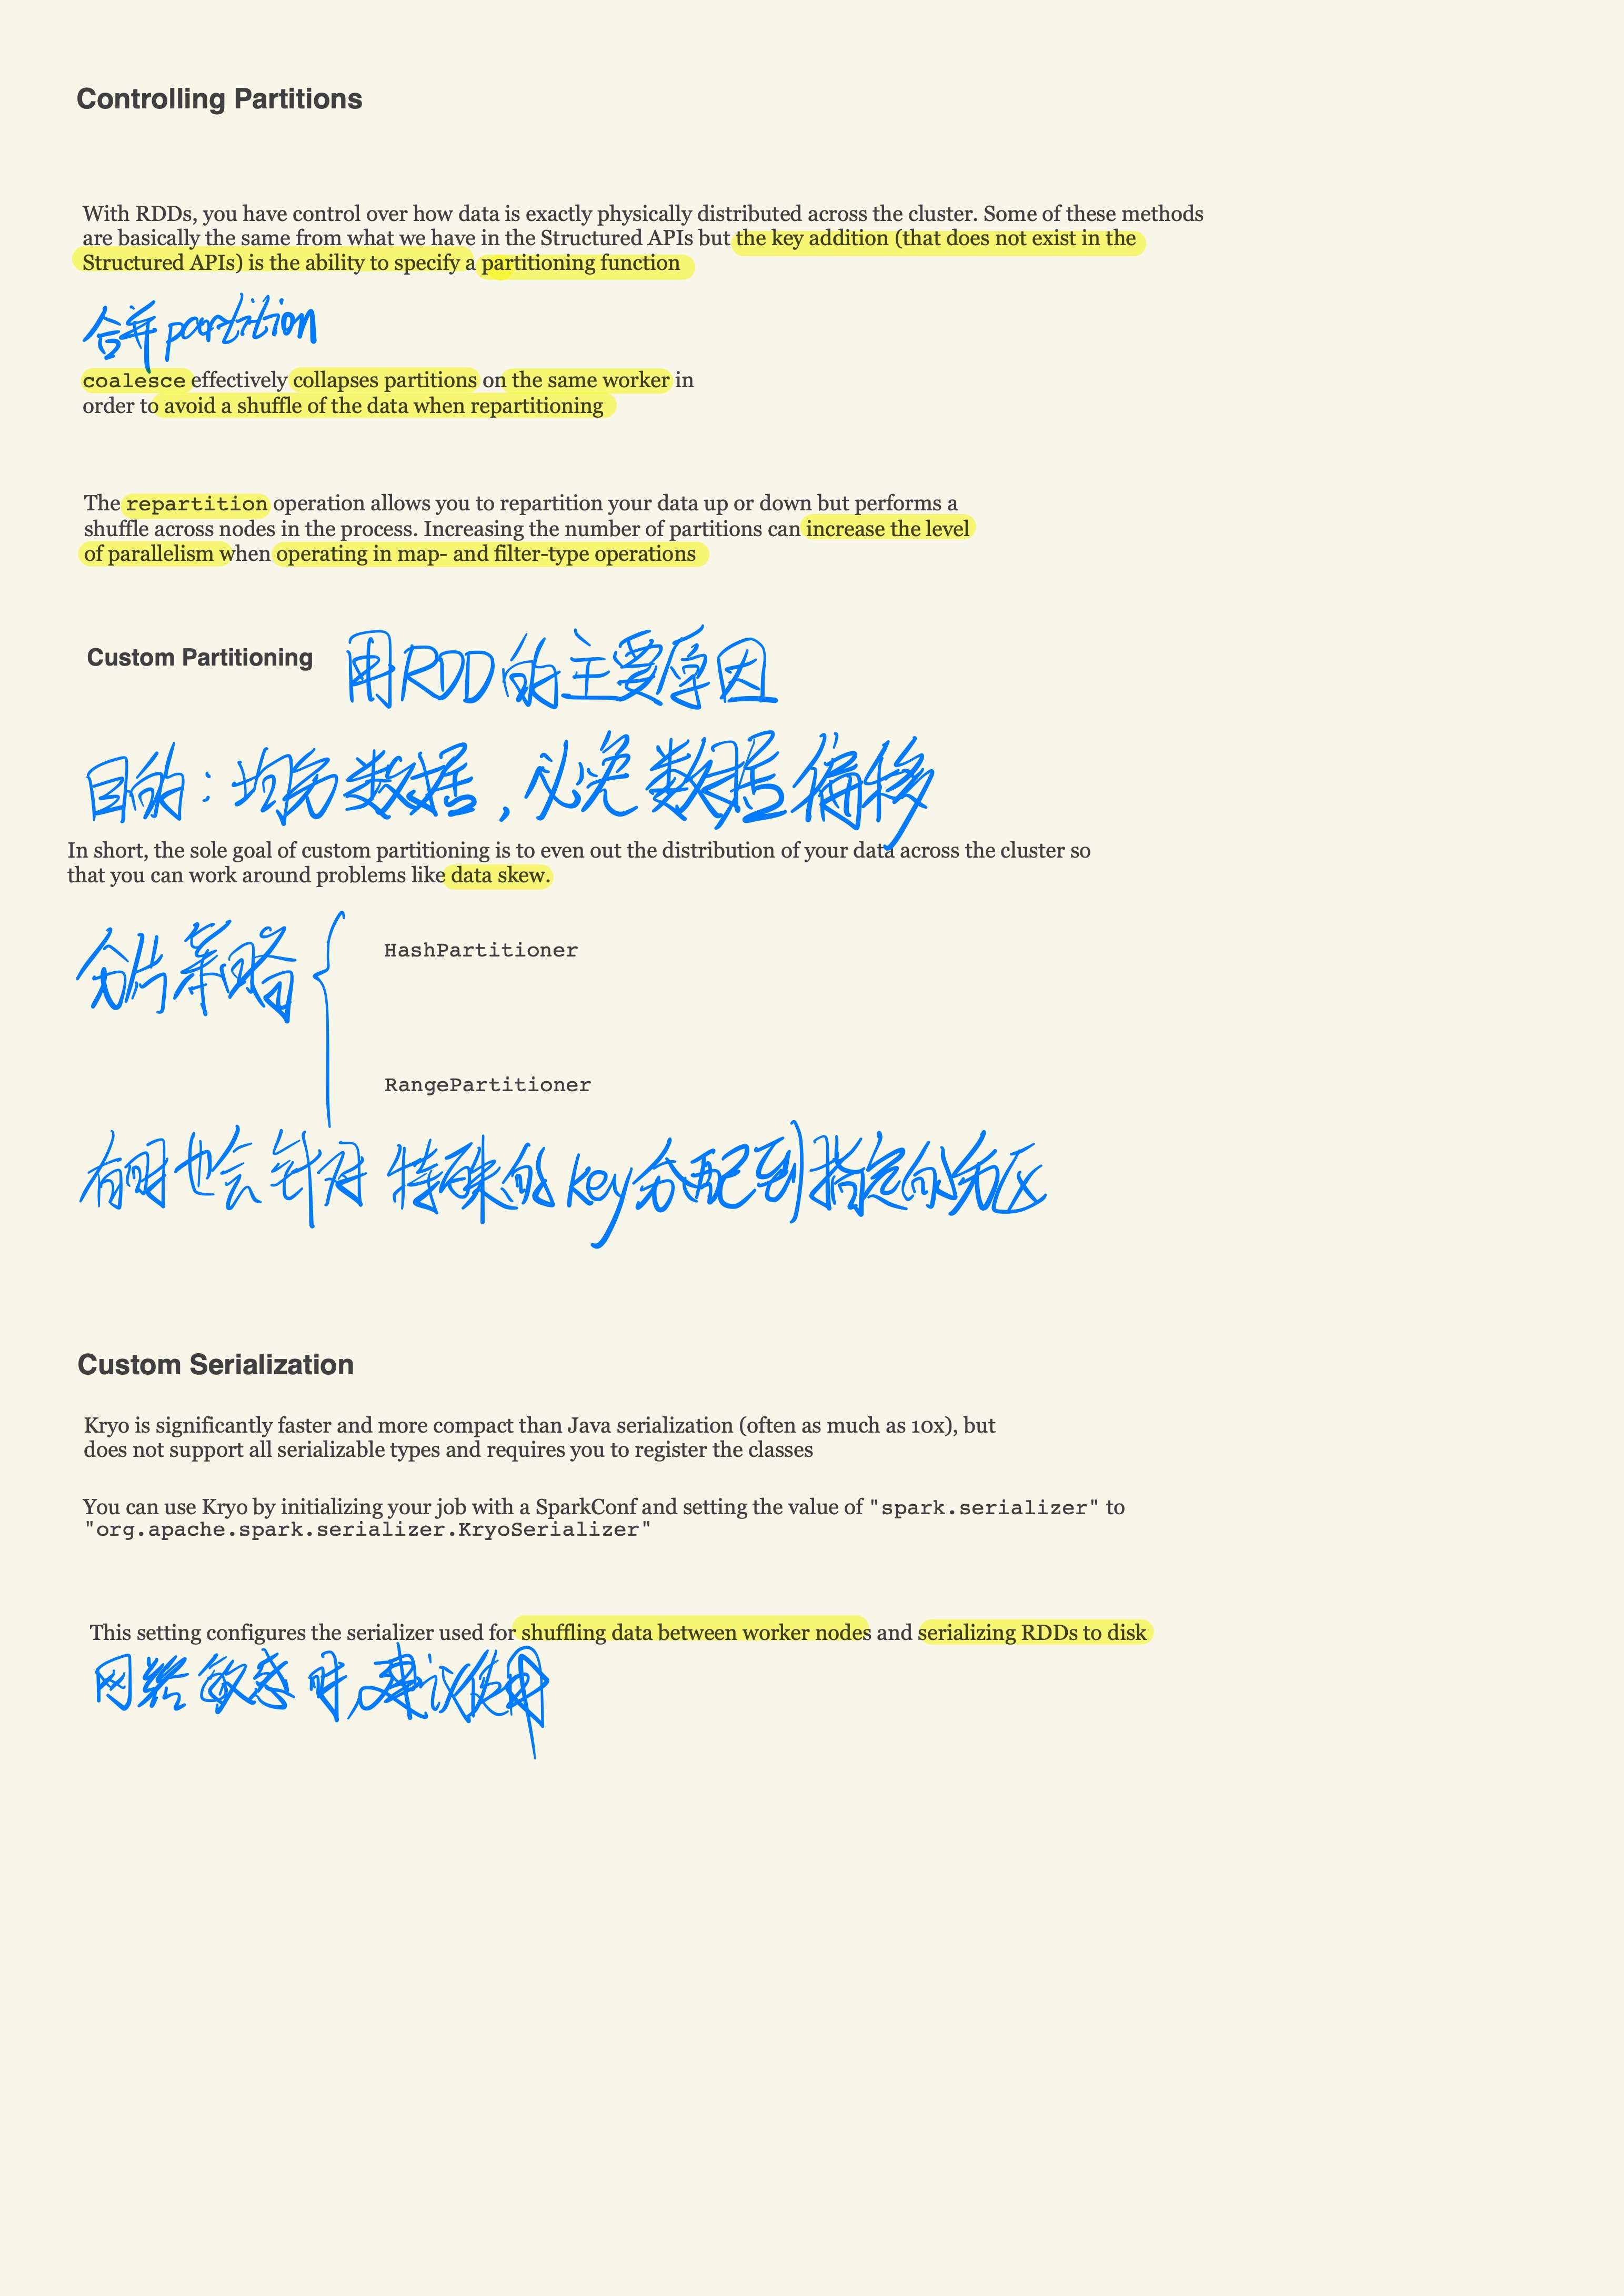 Controlling Partitions
With RDDs, you have control over how data is exactly physically distributed across the cluster. Some of these methods
are basically the same from what we have in the Structured APIs but the key addition (that does not exist in the
Structured APIs) is the ability to specify a partitioning function
合并partition
coalesce effectively collapses partitions on the same worker in
order to avoid a shuffle of the data when repartitioning
The repartition operation allows you to repartition your data up or down but performs a
shuffle across nodes in the process. Increasing the number of partitions can increase the level
of parallelism when operating in map- and filter-type operations
Custom Partitioning 用RDD的主要原因
目的：均分数据，避免数据偏移
In short, the sole goal of custom partitioning is to even out the distribution of your data across the cluster so
that you can work around problems like data skew.
分片策略
HashPartitioner
RangePartitioner
有时也会针对特殊的key分配到指定的分区
Custom Serialization
Kryo is significantly faster and more compact than Java serialization (often as much as 10x), but
does not support all serializable types and requires you to register the classes
You can use Kryo by initializing your job with a SparkConf and setting the value of "spark.serializer" to
"org.apache.spark.serializer.KryoSerializer"
This setting configures the serializer used for shuffling data between worker nodes and serializing RDDs to disk
网络敏感时，建议使用